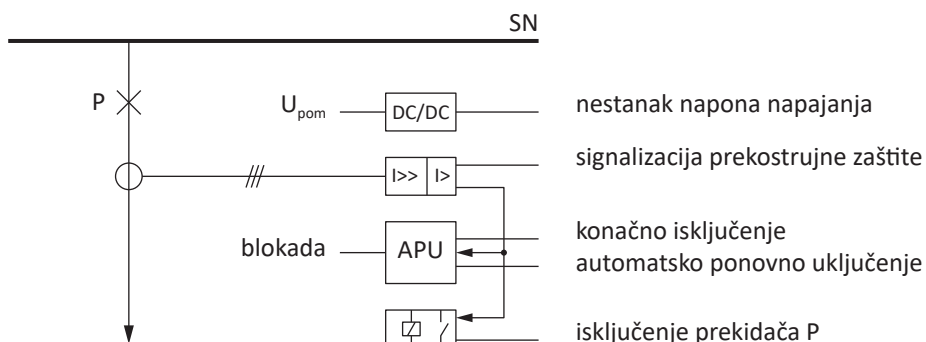 SN
P
U_pom
DC/DC
nestanak napona napajanja
signalizacija prekostrujne zaštite
I>> I>
konačno isključenje
blokada
APU
automatsko ponovno uključenje
isključenje prekidača P